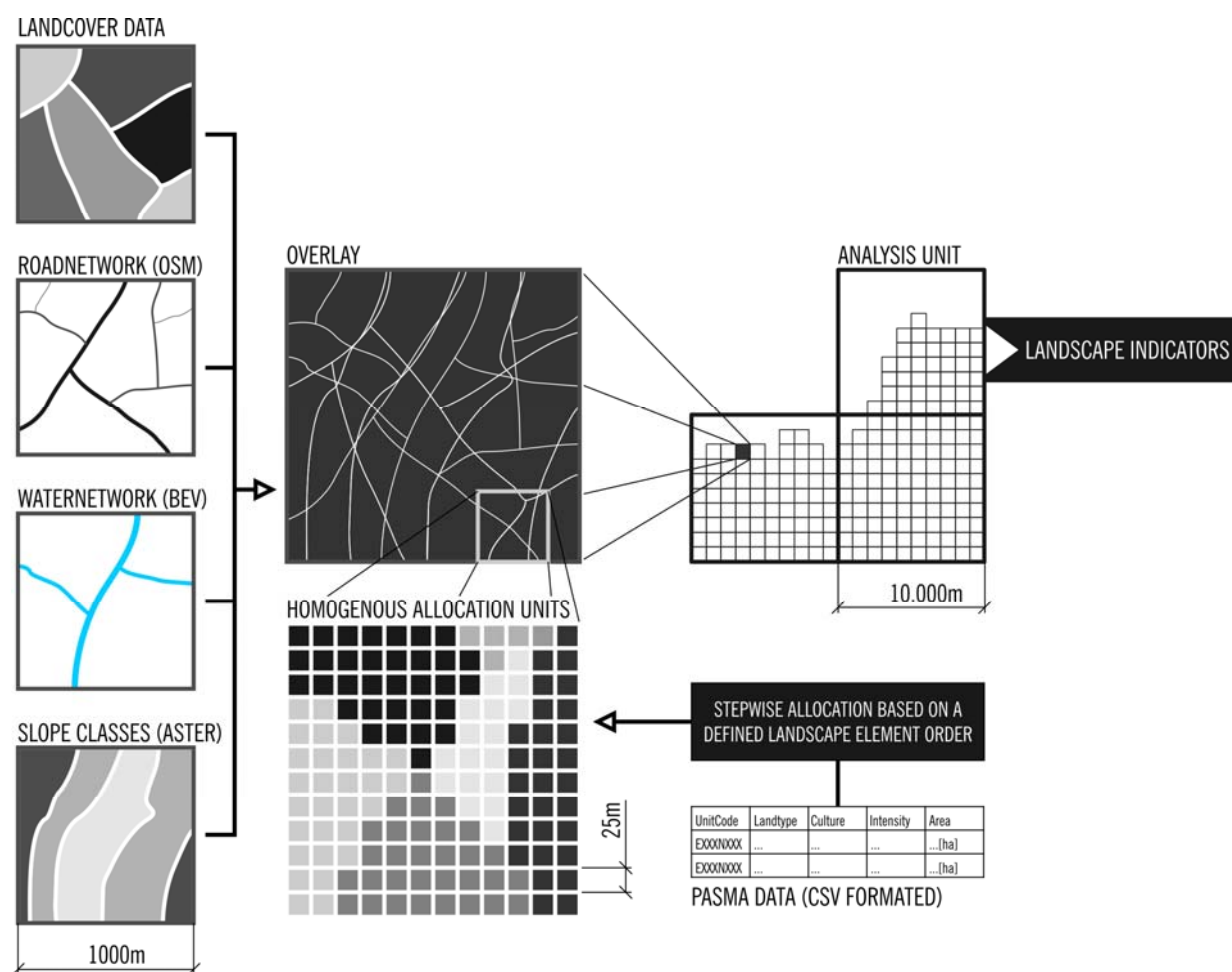 LANDCOVER DATA
ROADNETWORK (OSM)
WATERNETWORK (BEV)
SLOPE CLASSES (ASTER)
1000m
OVERLAY
HOMOGENOUS ALLOCATION UNITS
25m
ANALYSIS UNIT
LANDSCAPE INDICATORS
10.000m
STEPWISE ALLOCATION BASED ON A
DEFINED LANDSCAPE ELEMENT ORDER
UnitCode Landtype Culture Intensity Area
EXXXNXXX ... ... ... ...[ha]
EXXXNXXX ... ... ... ...[ha]
PASMA DATA (CSV FORMATED)